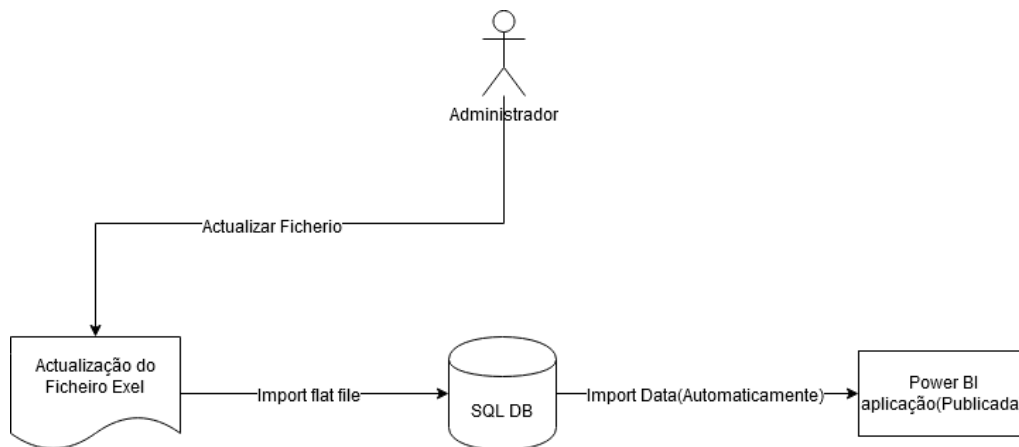 Administrador
Actualizar Ficherio
Actualização do
Ficheiro Exel
Import flat file
SQL DB
Import Data(Automaticamente)
Power BI
aplicação(Publicada